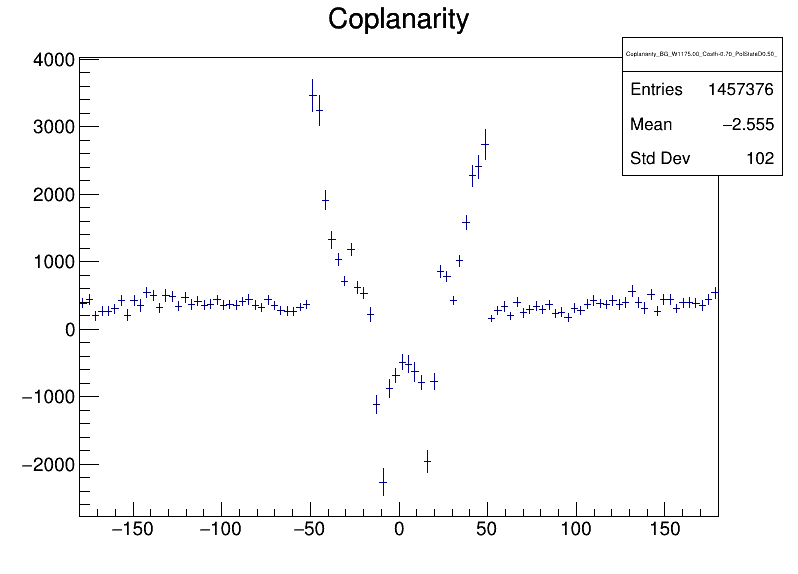 Coplanarity
Coplanarity_BG_W1175.00_Costh-0.70_PolStateD0.50_
Entries 1457376
Mean −2.555
Std Dev 102
4000
3000
2000
1000
0
−1000
−2000
−150 −100 −50 0 50 100 150